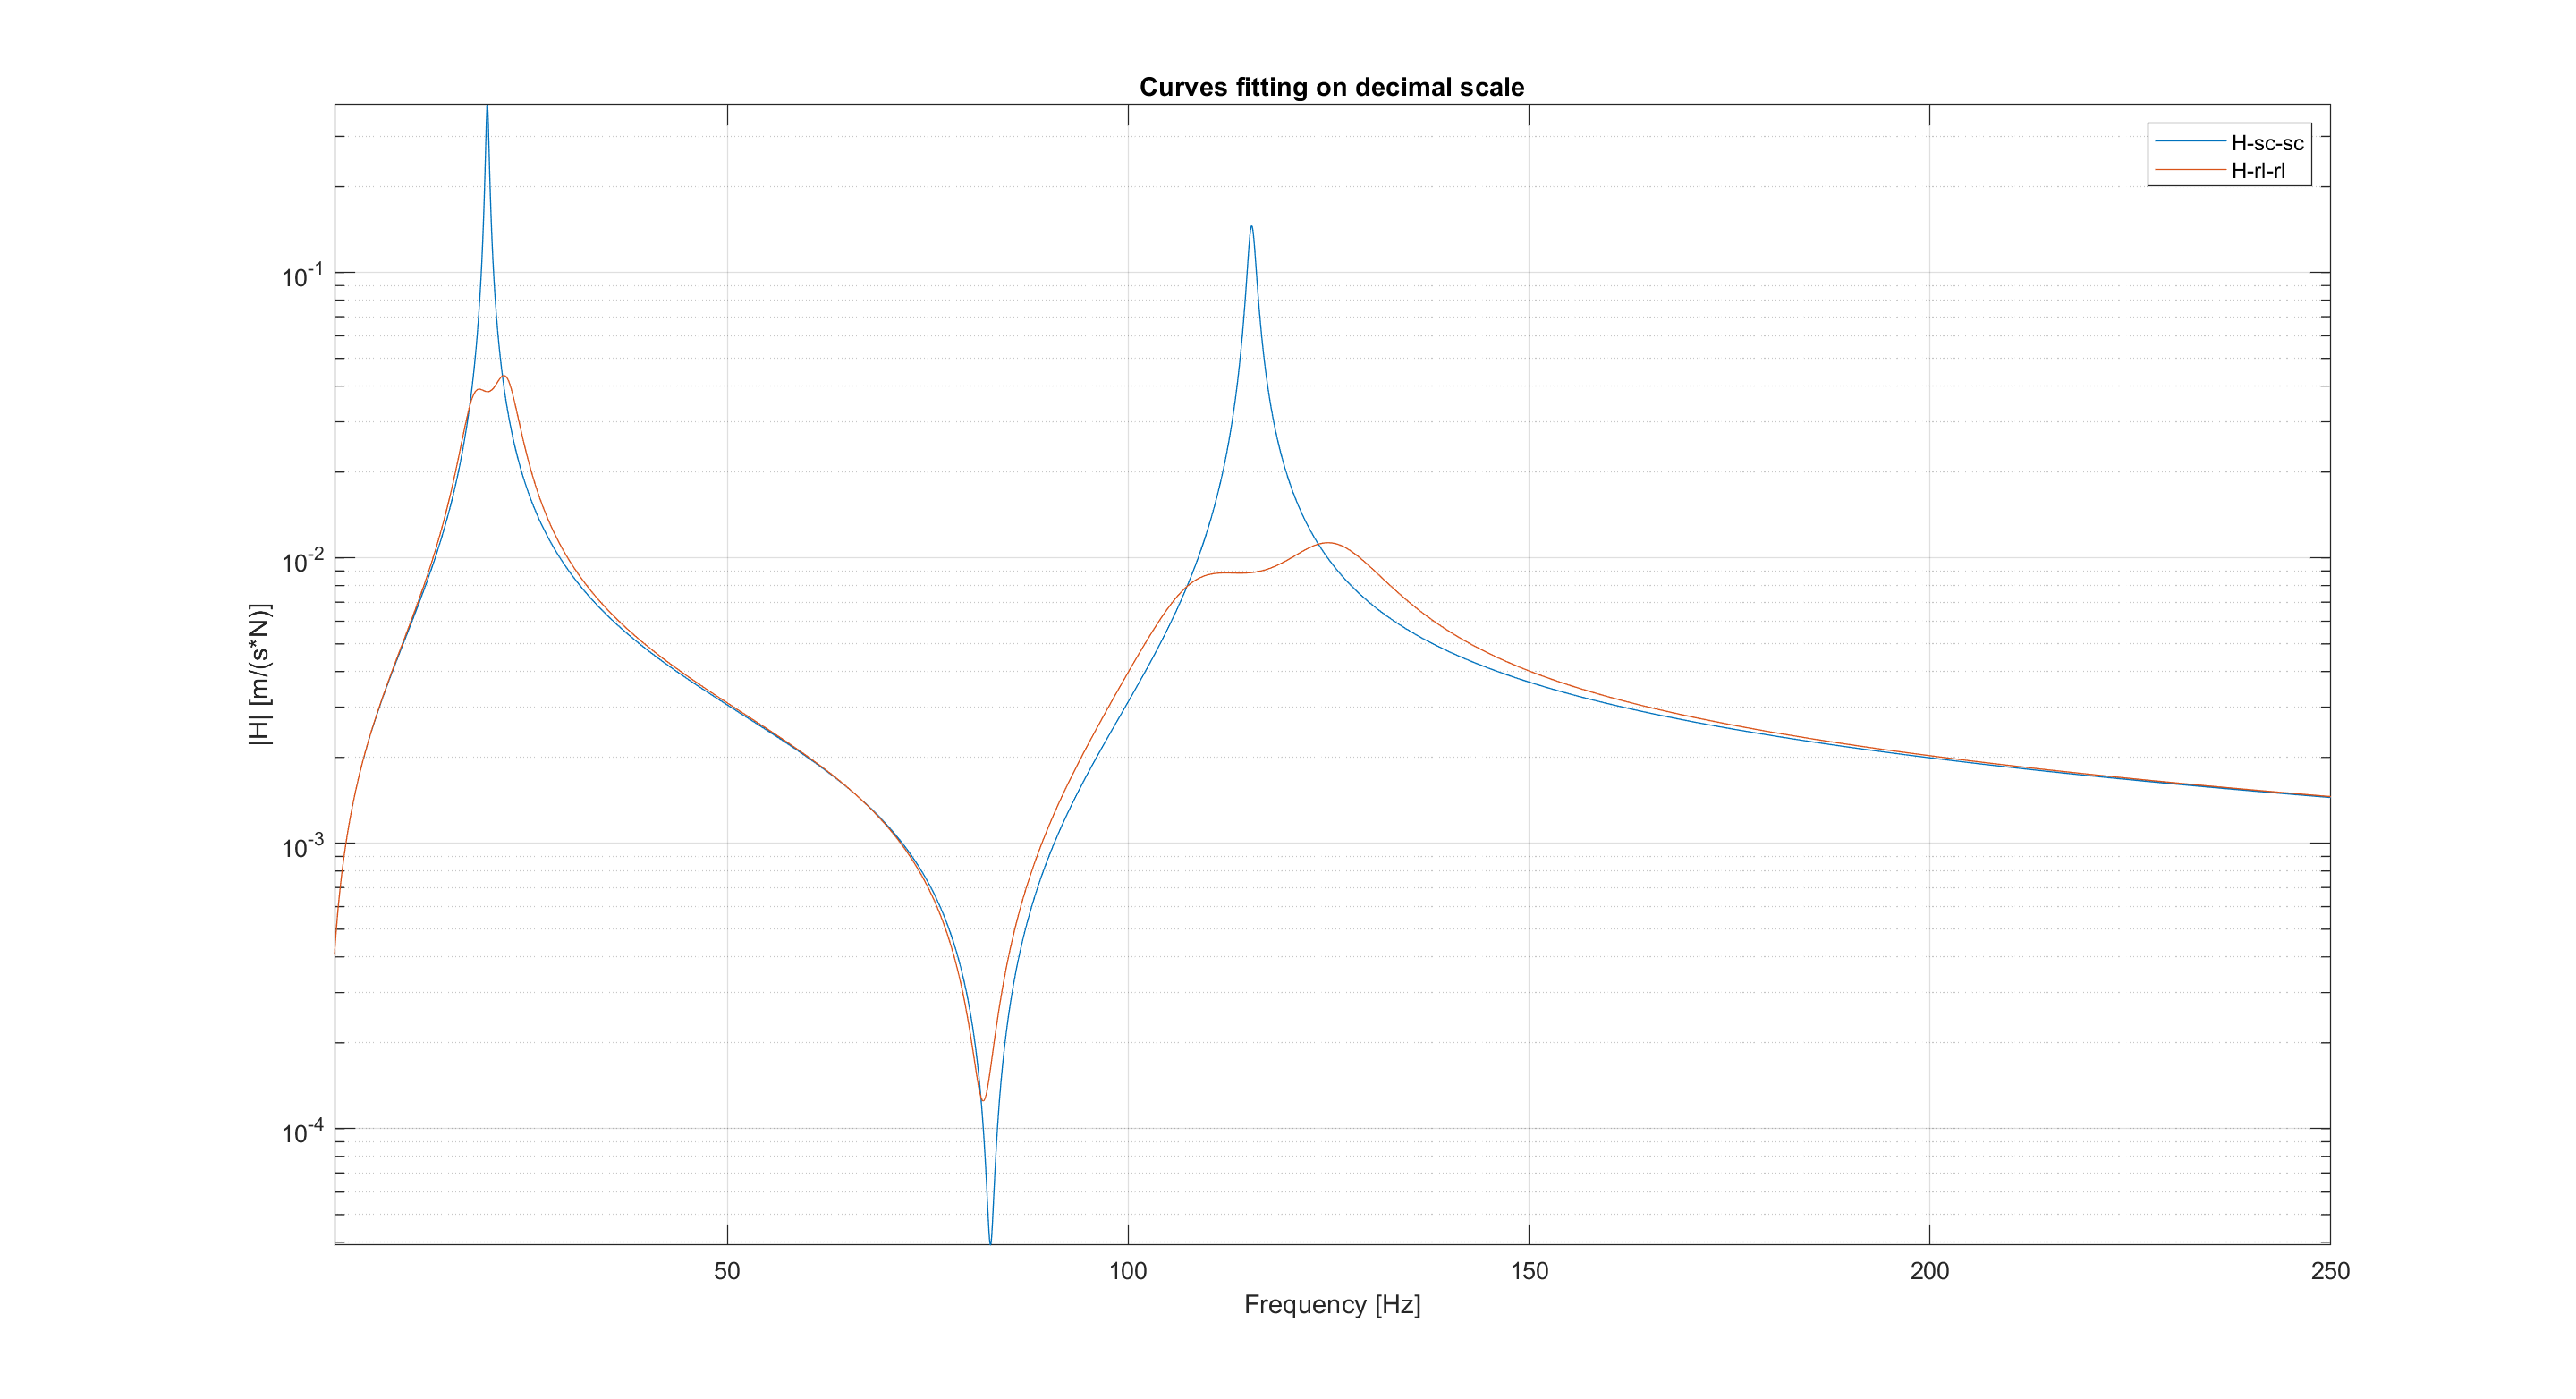 Curves fitting on decimal scale
H-sc-sc
H-rl-rl
10-1
10-2
10-3
10-4
|H| [m/(s*N)]
50 100 150 200 250
Frequency [Hz]